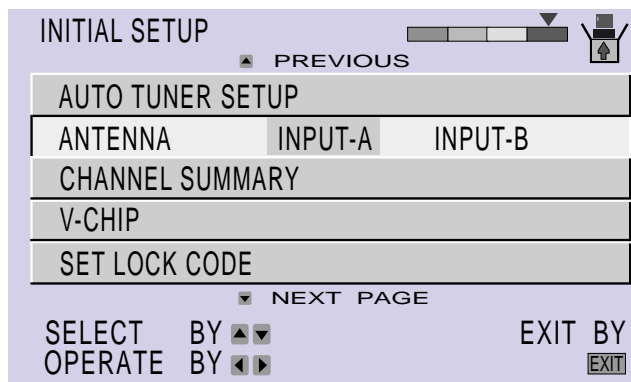 INITIAL SETUP
PREVIOUS
AUTO TUNER SETUP
ANTENNA INPUT-A INPUT-B
CHANNEL SUMMARY
V-CHIP
SET LOCK CODE
NEXT PAGE
SELECT BY EXIT BY
OPERATE BY EXIT